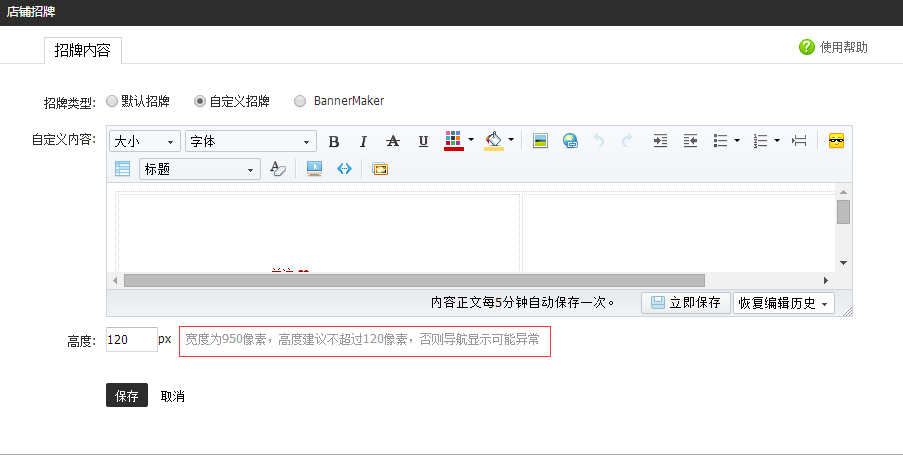 店铺招牌
招牌内容
使用帮助
招牌类型: 默认招牌 自定义招牌 BannerMaker
自定义内容: 大小 字体 B I A U
标题 A
关注
内容正文每5分钟自动保存一次。 立即保存 恢复编辑历史
高度: 120 px 宽度为950像素，高度建议不超过120像素，否则导航显示可能异常
保存 取消